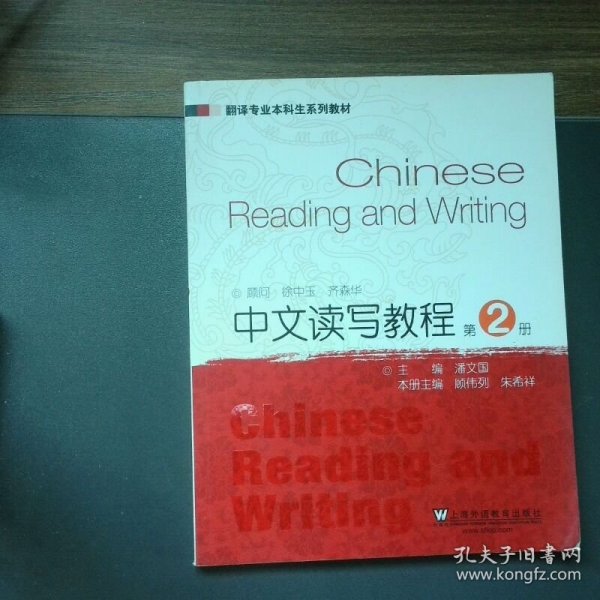 翻译专业本科生系列教材
Chinese
Reading and Writing
◎ 顾问 徐中玉 齐森华
中文读写教程 第2册
◎ 主 编 潘文国
本册主编 顾伟列 朱希祥
Chinese
Reading and
Writing
W 上海外语教育出版社
www.sflep.com
孔夫子旧书网
www.kongfz.com